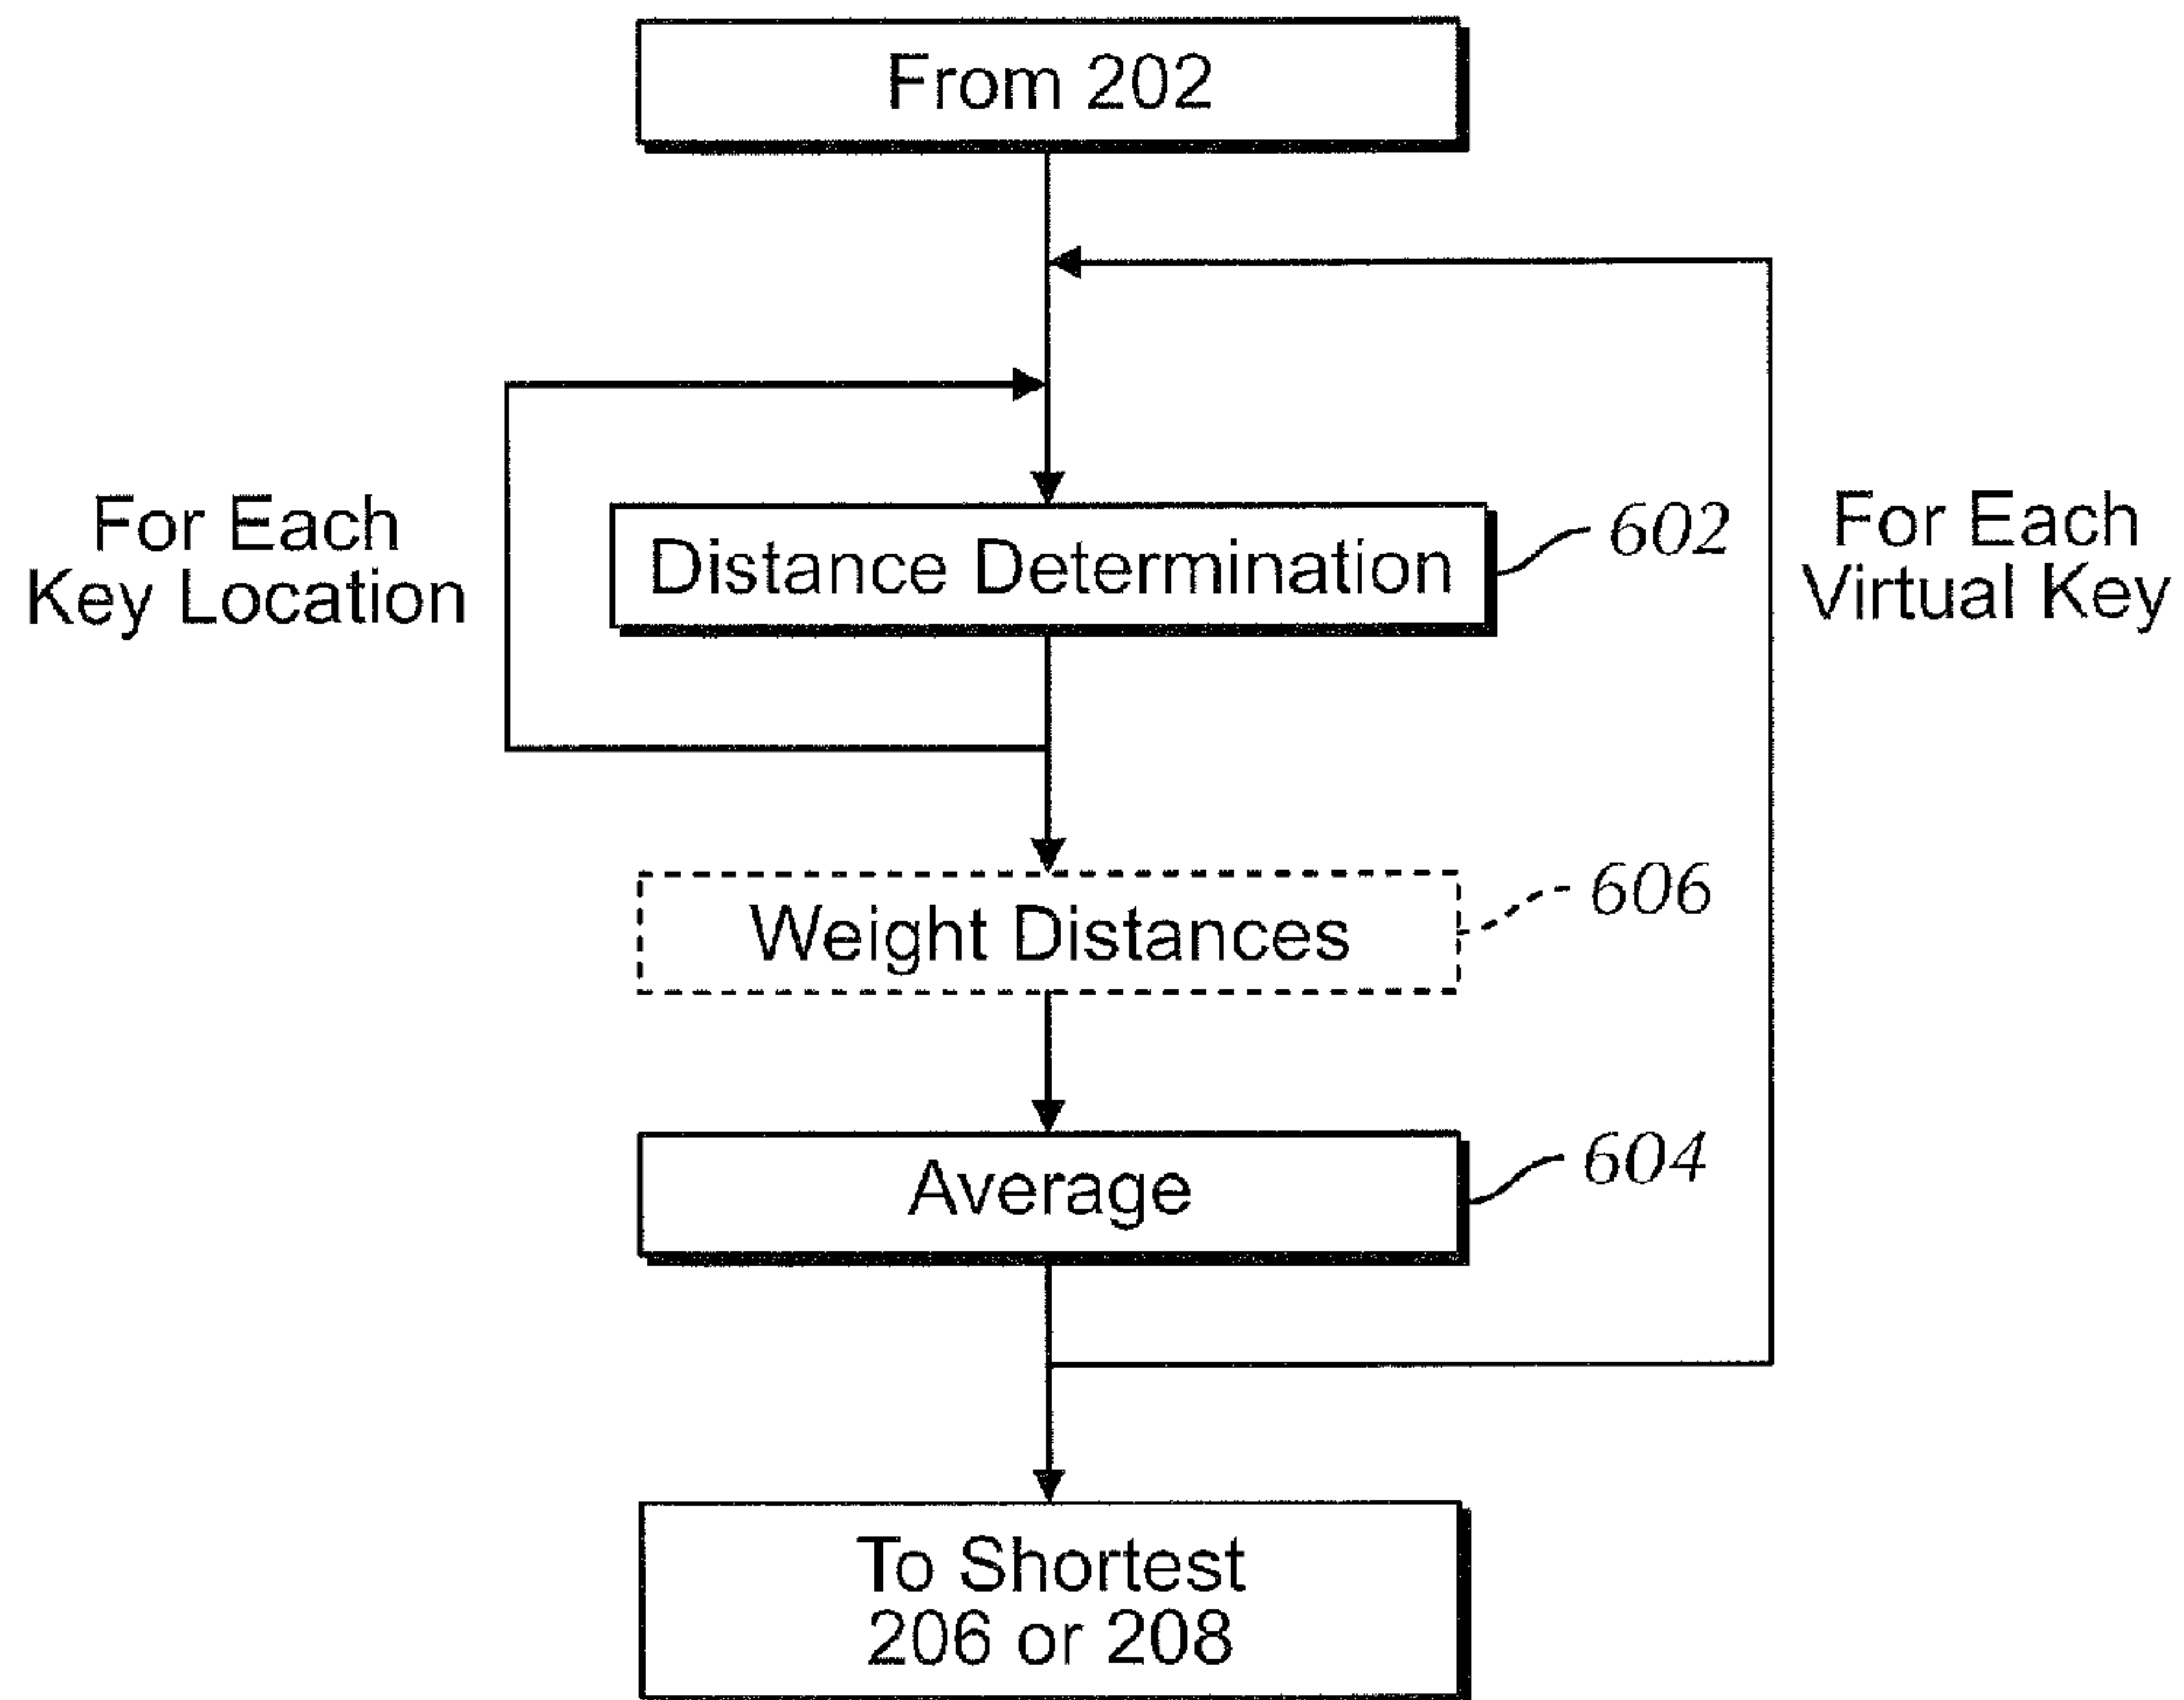 From 202
For Each
Key Location
Distance Determination
602
For Each
Virtual Key
Weight Distances
606
Average
604
To Shortest
206 or 208